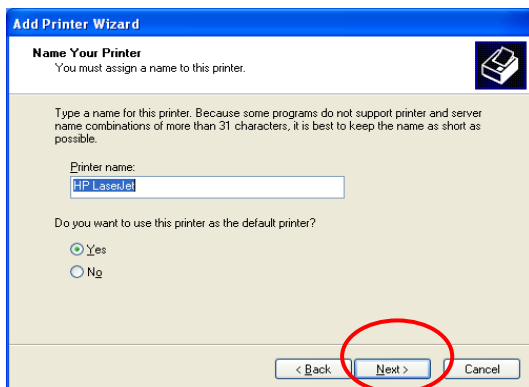 Add Printer Wizard
Name Your Printer
You must assign a name to this printer.
Type a name for this printer. Because some programs do not support printer and server
name combinations of more than 31 characters, it is best to keep the name as short as
possible.
Printer name:
HP LaserJet
Do you want to use this printer as the default printer?
Yes
No
< Back Next > Cancel